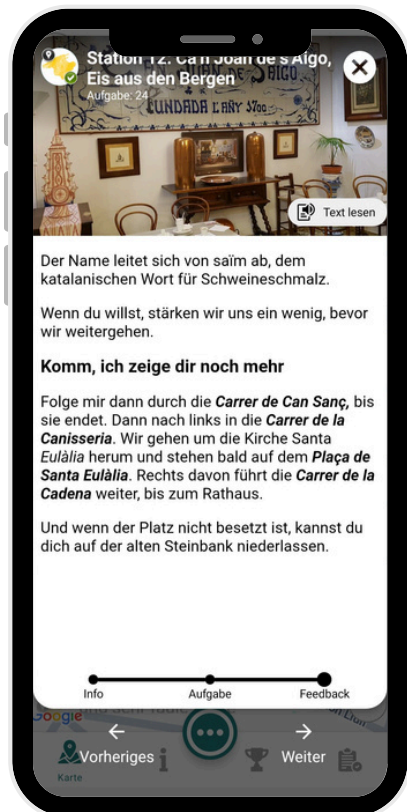 Station 12. Ca'n Joan de s'Aigo,
Eis aus den Bergen
Aufgabe: 24
FUNDADA L'AÑY 1700
Text lesen
Der Name leitet sich von saïm ab, dem
katalanischen Wort für Schweineschmalz.
Wenn du willst, stärken wir uns ein wenig, bevor
wir weitergehen.
Komm, ich zeige dir noch mehr
Folge mir dann durch die Carrer de Can Sanç, bis
sie endet. Dann nach links in die Carrer de la
Canisseria. Wir gehen um die Kirche Santa
Eulàlia herum und stehen bald auf dem Plaça de
Santa Eulàlia. Rechts davon führt die Carrer de la
Cadena weiter, bis zum Rathaus.
Und wenn der Platz nicht besetzt ist, kannst du
dich auf der alten Steinbank niederlassen.
Info
Aufgabe
Feedback
Google
Vorheriges
Weiter
Karte